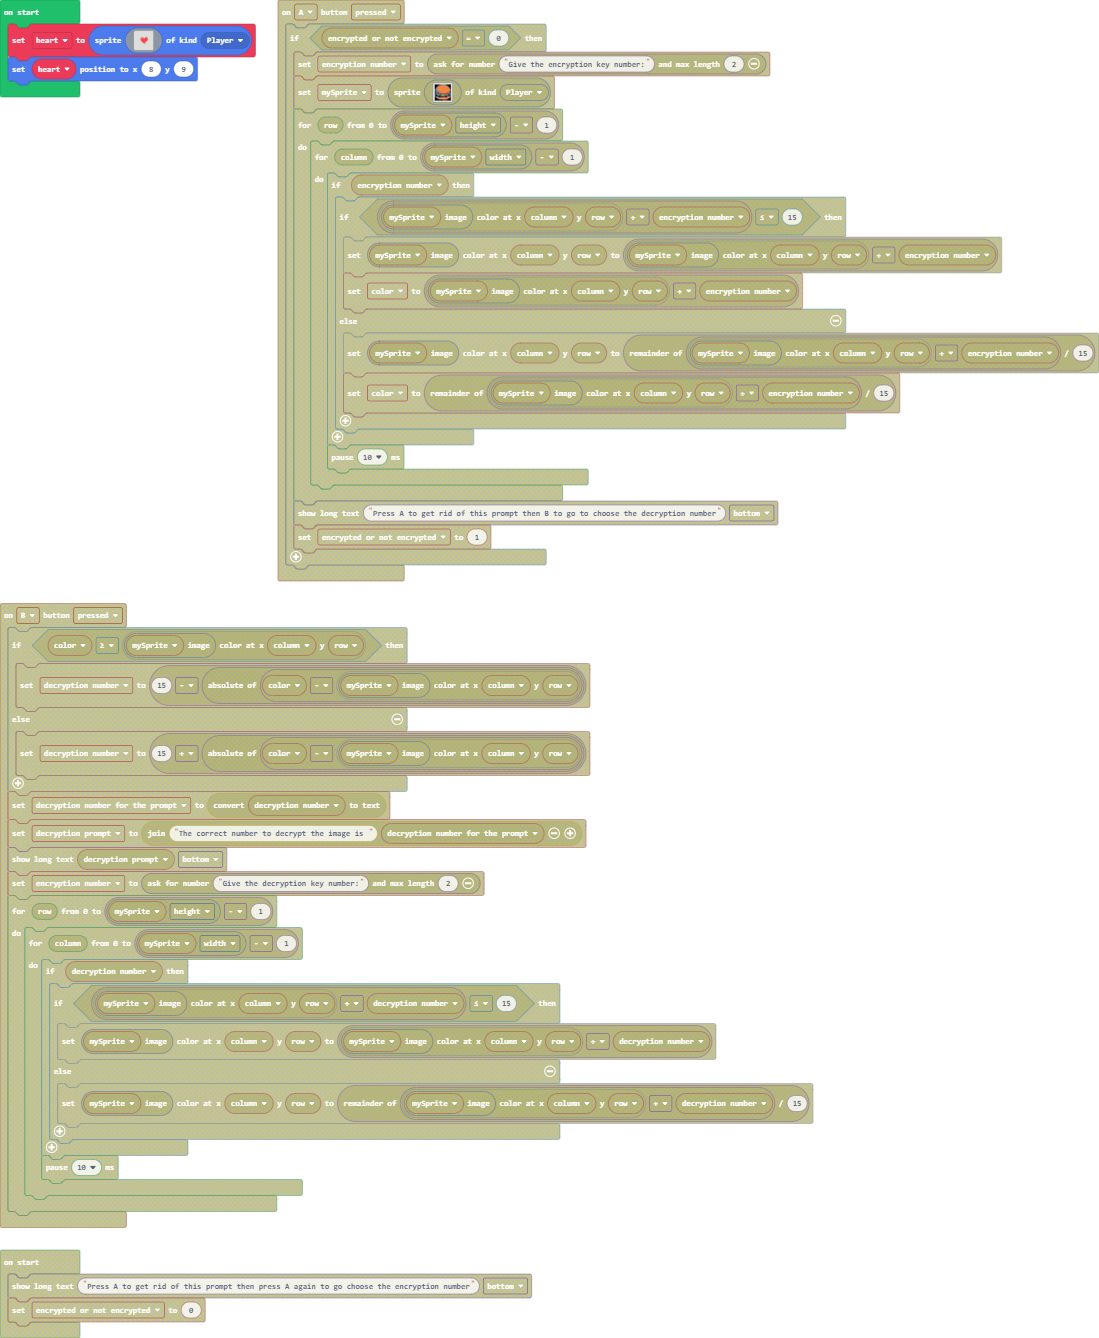 on start
set heart to sprite of kind Player
set heart position to x 8 y 9
on A button pressed
if encrypted or not encrypted = 0 then
set encryption number to ask for number "Give the encryption key number:" and max length 2
set mySprite to sprite of kind Player
for row from 0 to mySprite height - 1
do
for column from 0 to mySprite width - 1
do
if encryption number then
if mySprite image color at x column y row + encryption number ≤ 15 then
set mySprite image color at x column y row to mySprite image color at x column y row + encryption number
set color to mySprite image color at x column y row + encryption number
else
set mySprite image color at x column y row to remainder of mySprite image color at x column y row + encryption number / 15
set color to remainder of mySprite image color at x column y row + encryption number / 15
pause 10 ms
show long text "Press A to get rid of this prompt then B to go to choose the decryption number" bottom
set encrypted or not encrypted to 1
on B button pressed
if color ≥ mySprite image color at x column y row then
set decryption number to 15 - absolute of color - mySprite image color at x column y row
else
set decryption number to 15 + absolute of color - mySprite image color at x column y row
set decryption number for the prompt to convert decryption number to text
set decryption prompt to join "The correct number to decrypt the image is " decryption number for the prompt
show long text decryption prompt bottom
set encryption number to ask for number "Give the decryption key number:" and max length 2
for row from 0 to mySprite height - 1
do
for column from 0 to mySprite width - 1
do
if decryption number then
if mySprite image color at x column y row + decryption number ≤ 15 then
set mySprite image color at x column y row to mySprite image color at x column y row + decryption number
else
set mySprite image color at x column y row to remainder of mySprite image color at x column y row + decryption number / 15
pause 10 ms
on start
show long text "Press A to get rid of this prompt then press A again to go choose the encryption number" bottom
set encrypted or not encrypted to 0